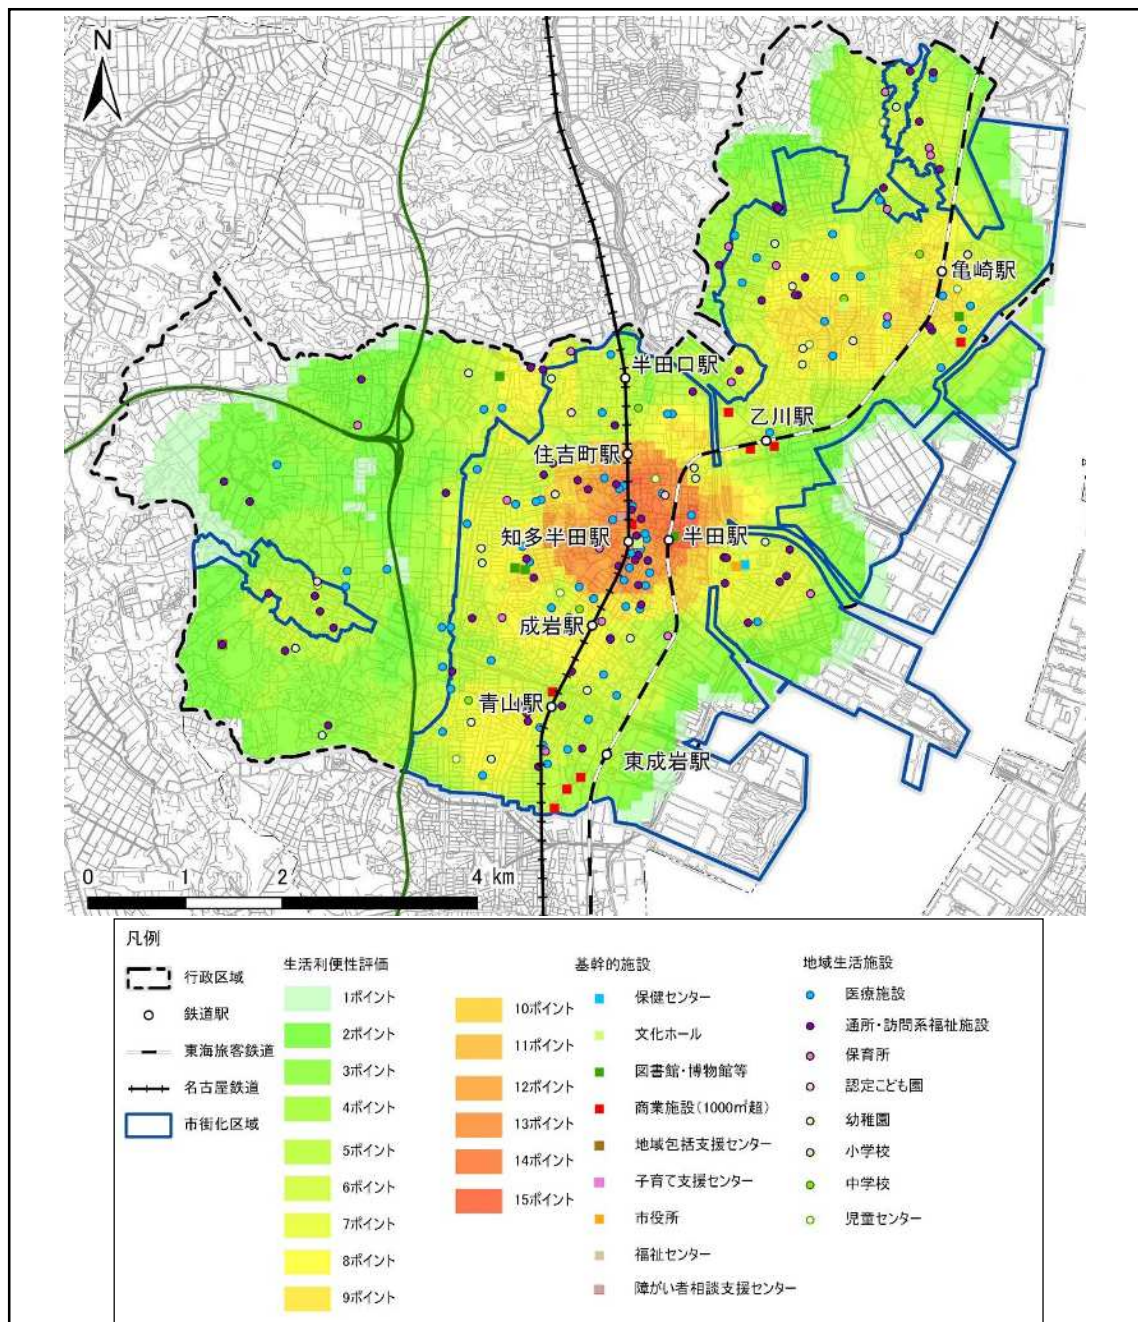 N
半田口駅
亀崎駅
乙川駅
住吉町駅
知多半田駅
半田駅
成岩駅
青山駅
東成岩駅
0 1 2 4 km
凡例
行政区域
鉄道駅
東海旅客鉄道
名古屋鉄道
市街化区域
生活利便性評価
1ポイント
2ポイント
3ポイント
4ポイント
5ポイント
6ポイント
7ポイント
8ポイント
9ポイント
10ポイント
11ポイント
12ポイント
13ポイント
14ポイント
15ポイント
基幹的施設
保健センター
文化ホール
図書館・博物館等
商業施設(1000㎡超)
地域包括支援センター
子育て支援センター
市役所
福祉センター
障がい者相談支援センター
地域生活施設
医療施設
通所・訪問系福祉施設
保育所
認定こども園
幼稚園
小学校
中学校
児童センター